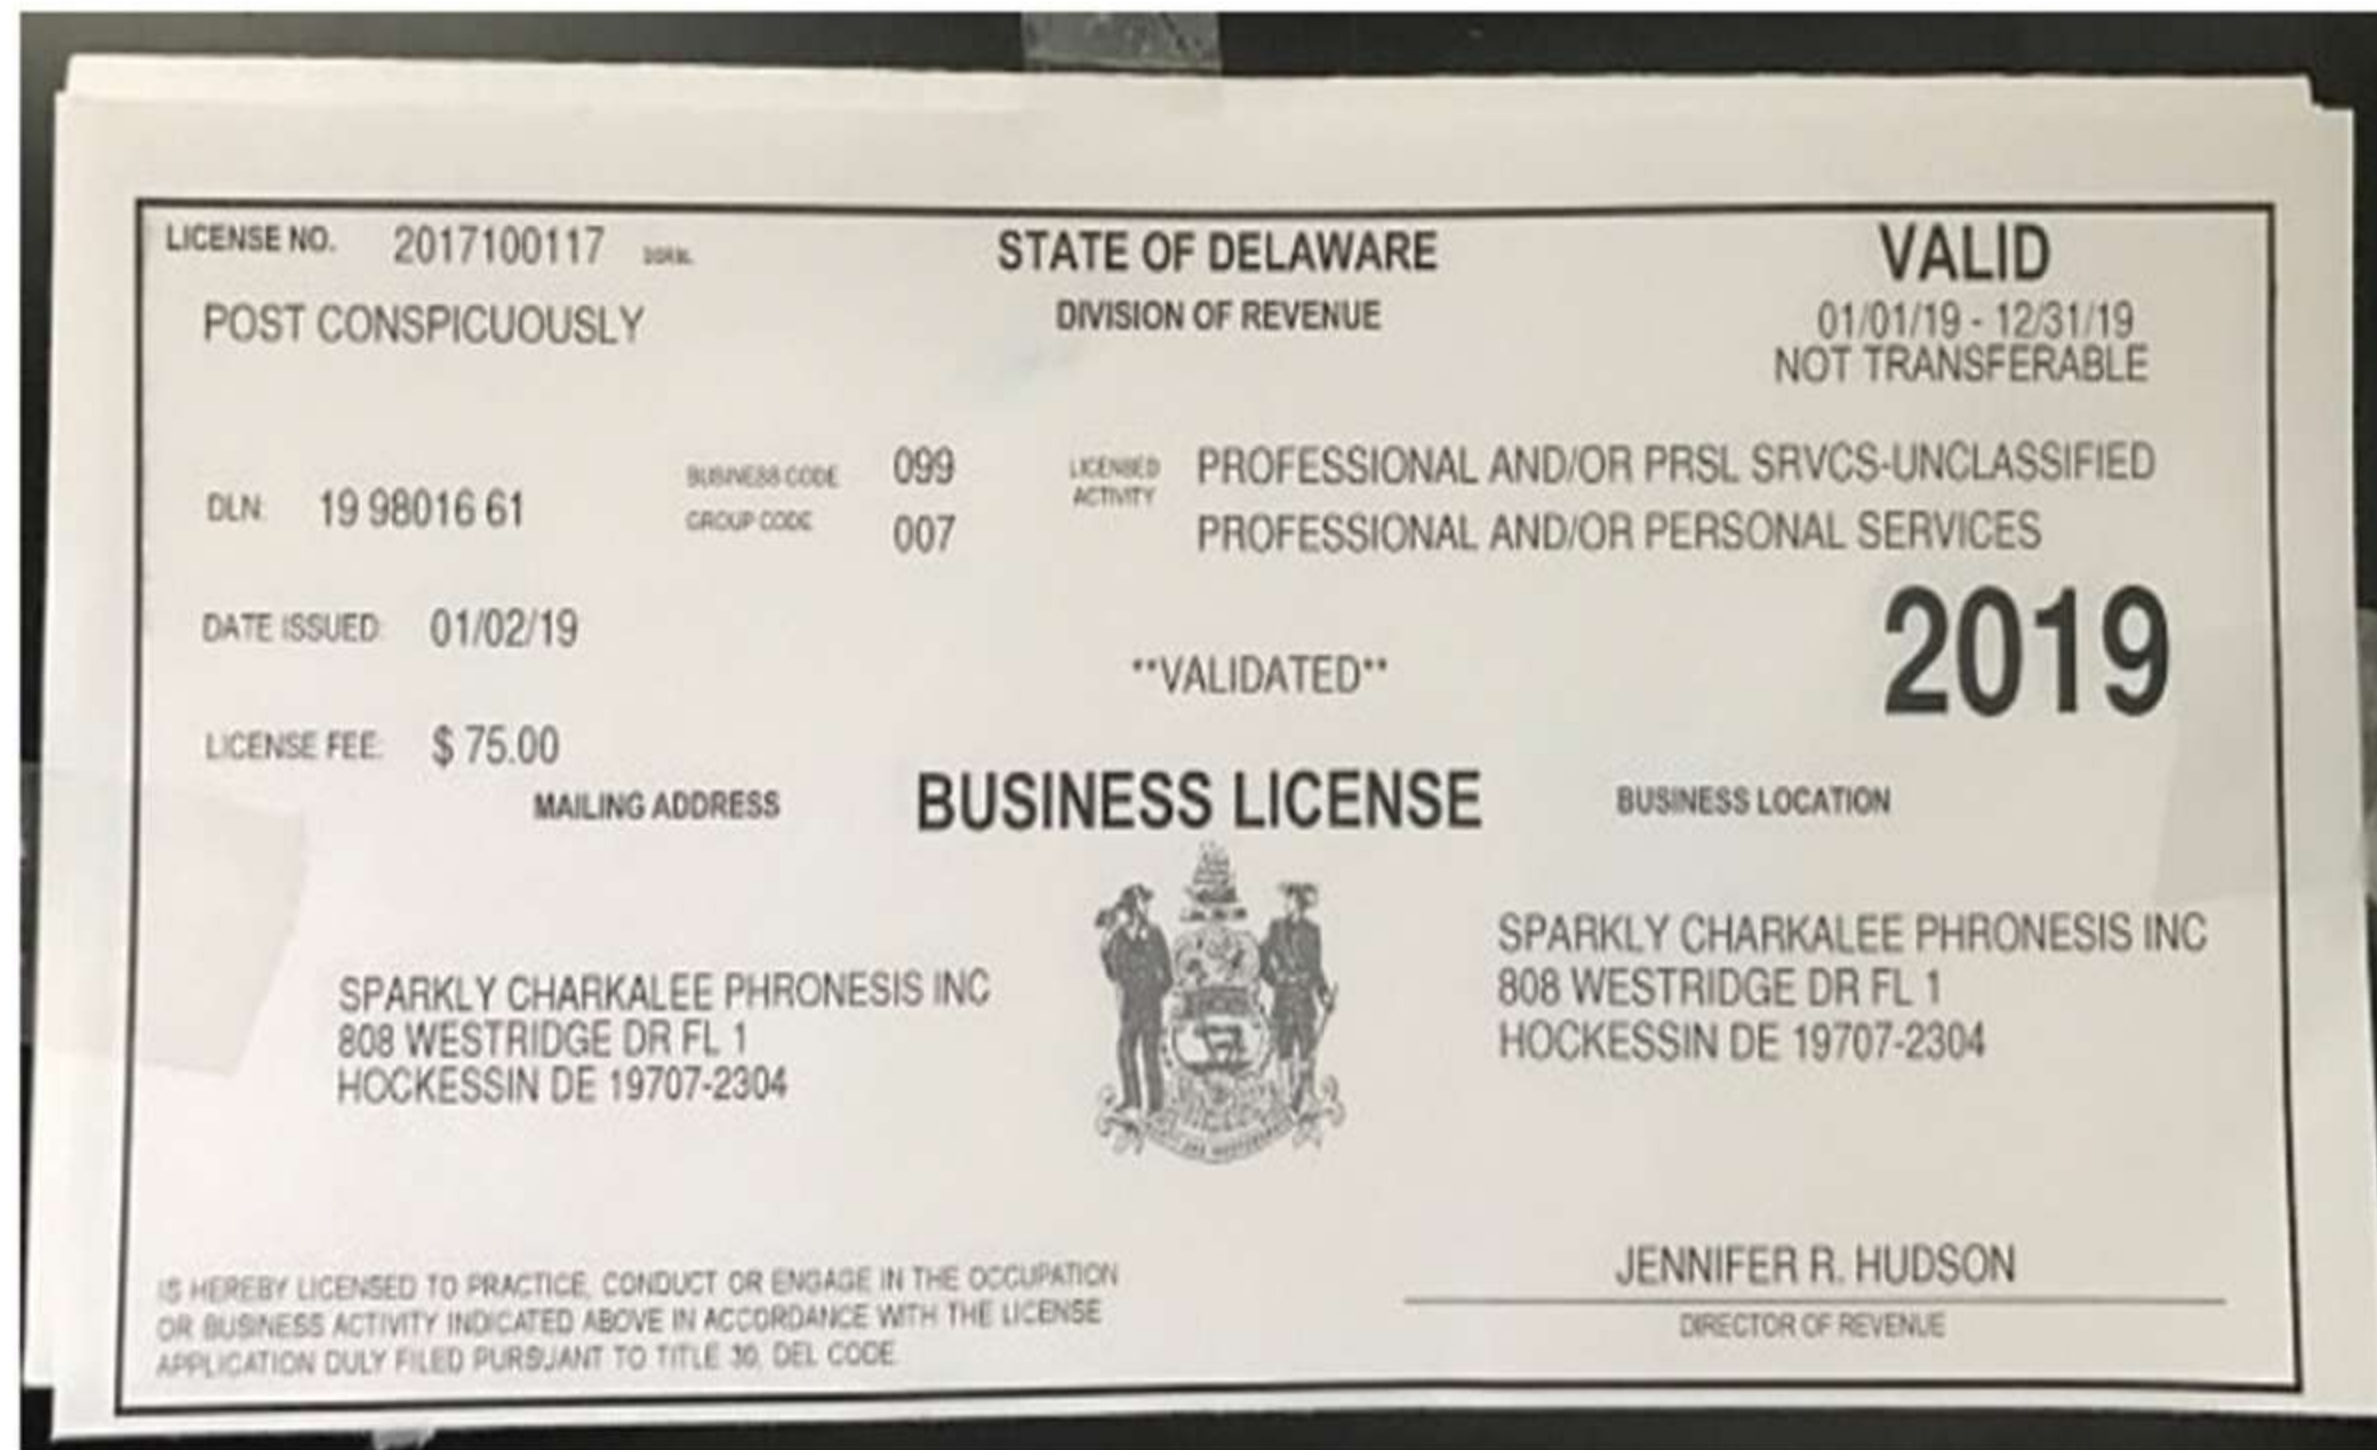 LICENSE NO. 2017100117
POST CONSPICUOUSLY
STATE OF DELAWARE
DIVISION OF REVENUE
VALID
01/01/19 - 12/31/19
NOT TRANSFERABLE
DLN: 19 98016 61
BUSINESS CODE 099
GROUP CODE 007
LICENSED
ACTIVITY
PROFESSIONAL AND/OR PRSL SRVCS-UNCLASSIFIED
PROFESSIONAL AND/OR PERSONAL SERVICES
DATE ISSUED: 01/02/19
**VALIDATED**
2019
LICENSE FEE: $ 75.00
MAILING ADDRESS
BUSINESS LICENSE
BUSINESS LOCATION
SPARKLY CHARKALEE PHRONESIS INC
808 WESTRIDGE DR FL 1
HOCKESSIN DE 19707-2304
SPARKLY CHARKALEE PHRONESIS INC
808 WESTRIDGE DR FL 1
HOCKESSIN DE 19707-2304
IS HEREBY LICENSED TO PRACTICE, CONDUCT OR ENGAGE IN THE OCCUPATION
OR BUSINESS ACTIVITY INDICATED ABOVE IN ACCORDANCE WITH THE LICENSE
APPLICATION DULY FILED PURSUANT TO TITLE 30, DEL CODE.
JENNIFER R. HUDSON
DIRECTOR OF REVENUE